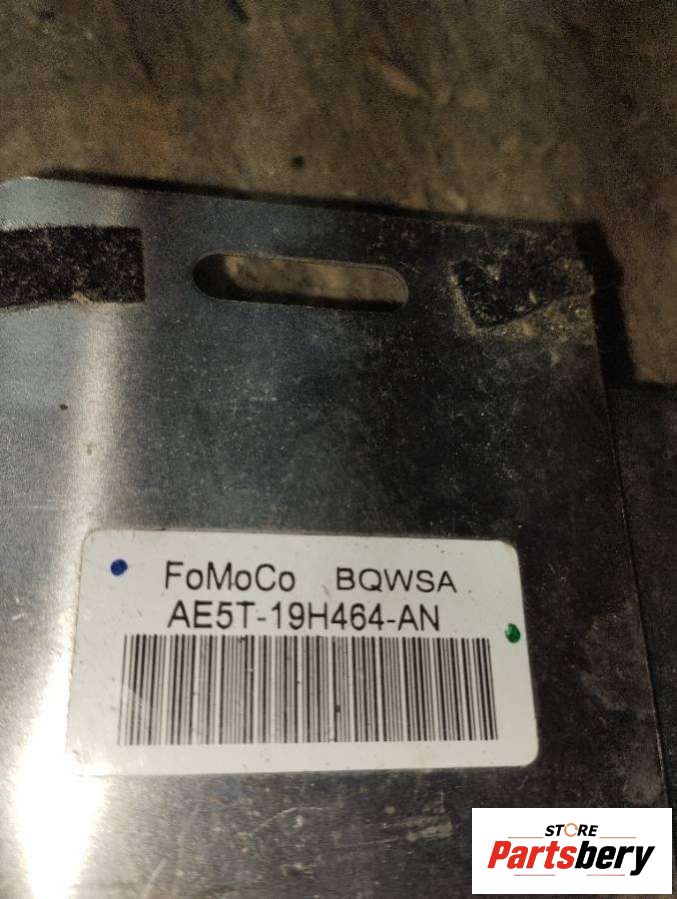 FoMoCo BQWSA
AE5T-19H464-AN
STORE
Partsbery